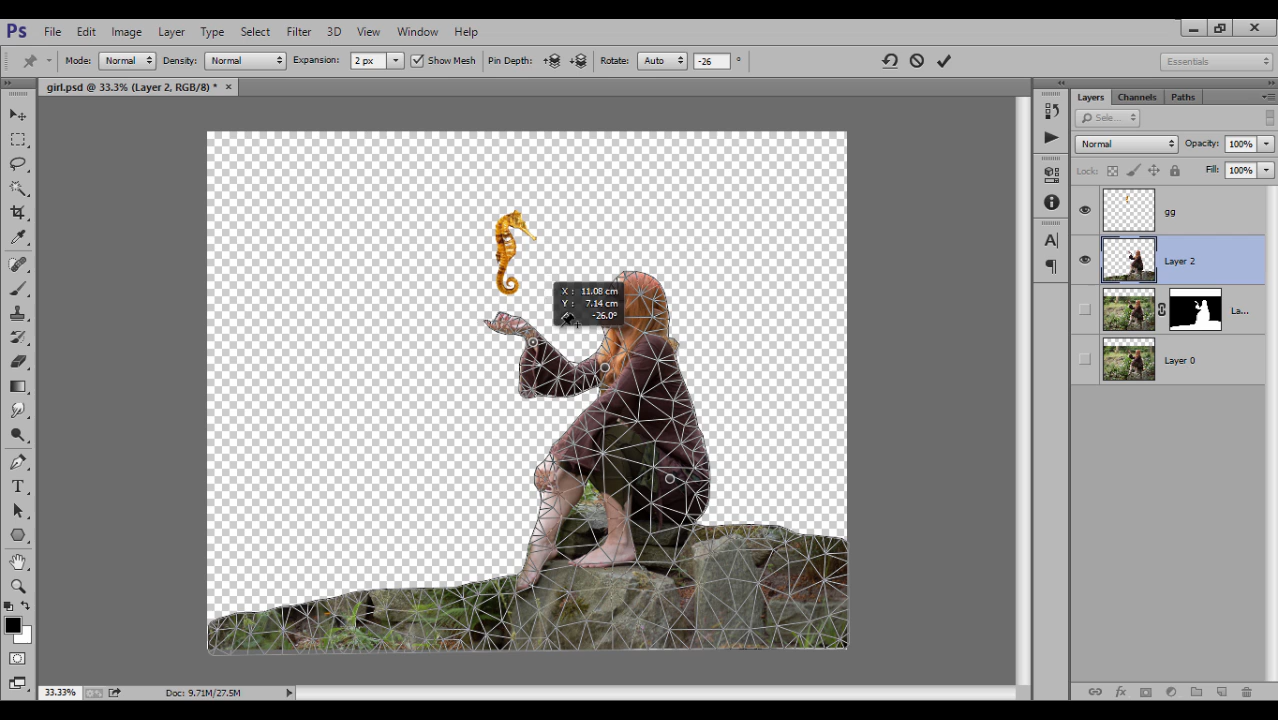 Ps File Edit Image Layer Type Select Filter 3D View Window Help
Mode: Normal Density: Normal Expansion: 2 px Show Mesh Pin Depth: Rotate: Auto -26 ° Essentials
girl.psd @ 33.3% (Layer 2, RGB/8) * ×
Layers Channels Paths
Sele...
Normal Opacity: 100%
Lock: Fill: 100%
gg
Layer 2
La...
Layer 0
X : 11.08 cm
Y : 7.14 cm
-26.0°
A
T
33.33% Doc: 9.71M/27.5M